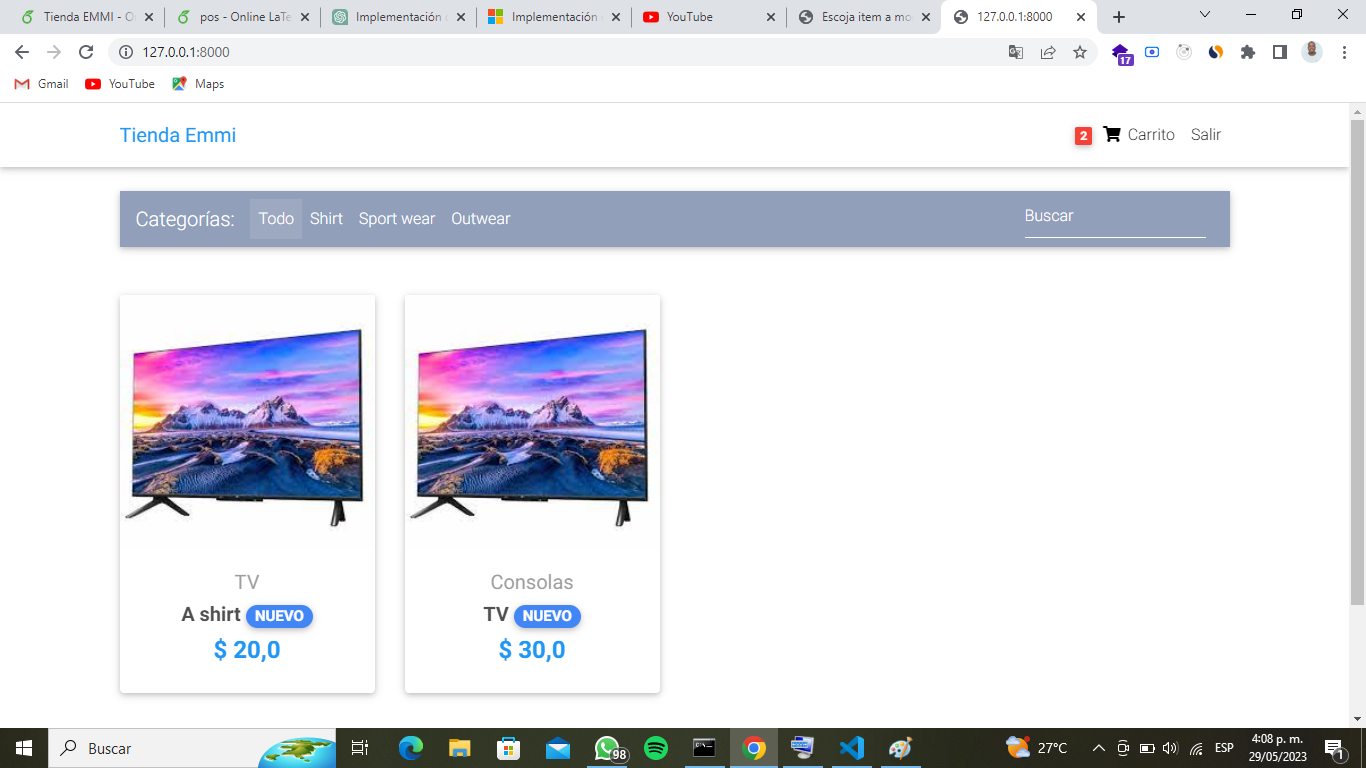 Tienda EMMI - O
pos - Online LaTe
Implementación
Implementación
YouTube
Escoja item a mo
127.0.0.1:8000
127.0.0.1:8000
17
Gmail
YouTube
Maps
Tienda Emmi
2
Carrito
Salir
Categorías:
Todo
Shirt
Sport wear
Outwear
Buscar
TV
A shirt NUEVO
$ 20,0
Consolas
TV NUEVO
$ 30,0
Buscar
98
27°C
ESP
4:08 p. m.
29/05/2023
1